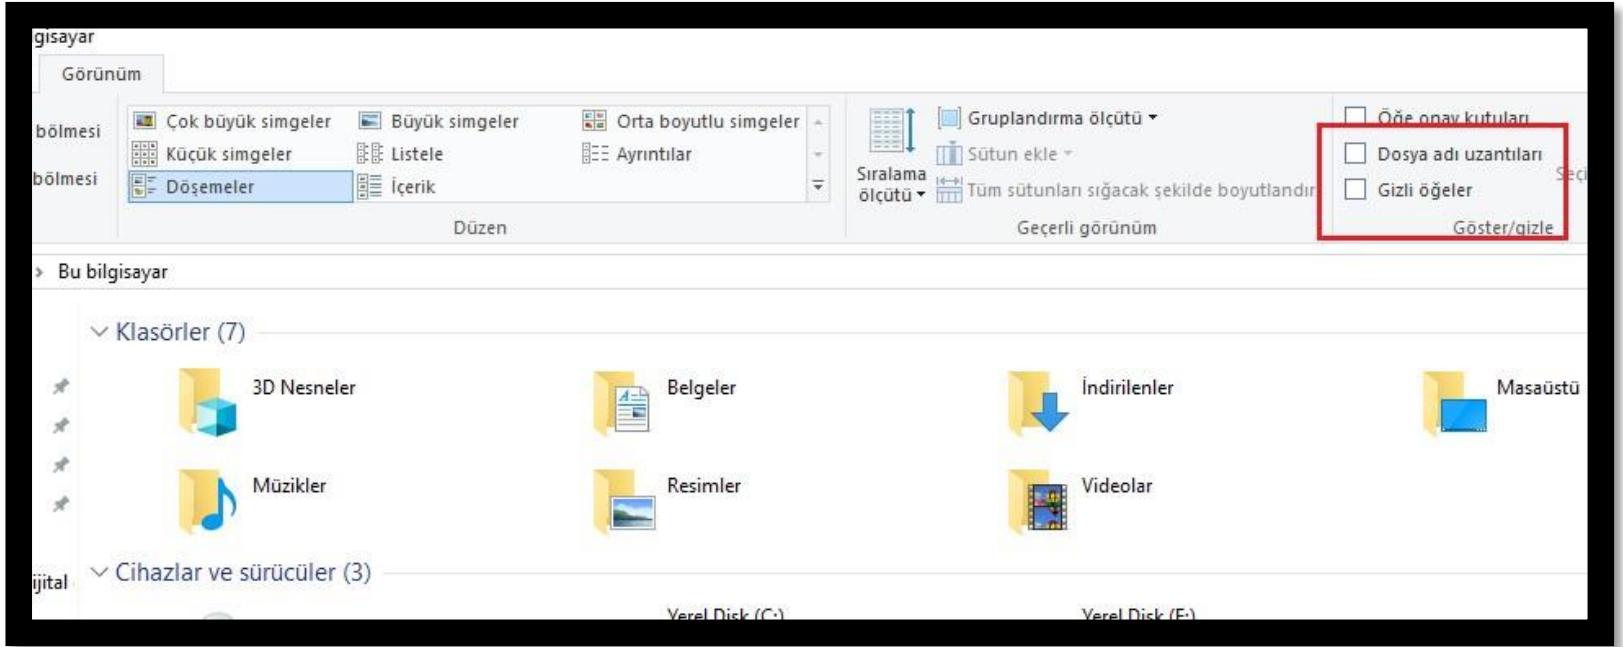 gisayar
Görünüm
bölmesi
bölmesi
Çok büyük simgeler
Büyük simgeler
Orta boyutlu simgeler
Küçük simgeler
Listele
Ayrıntılar
Döşemeler
İçerik
Düzen
Sıralama
ölçütü
Gruplandırma ölçütü
Sütun ekle
Tüm sütunları sığacak şekilde boyutlandır
Geçerli görünüm
Öğe onay kutuları
Dosya adı uzantıları
Gizli öğeler
Seçi
Göster/gizle
› Bu bilgisayar
Klasörler (7)
3D Nesneler
Belgeler
İndirilenler
Masaüstü
Müzikler
Resimler
Videolar
ijital
Cihazlar ve sürücüler (3)
Yerel Disk (C:)
Yerel Disk (E:)